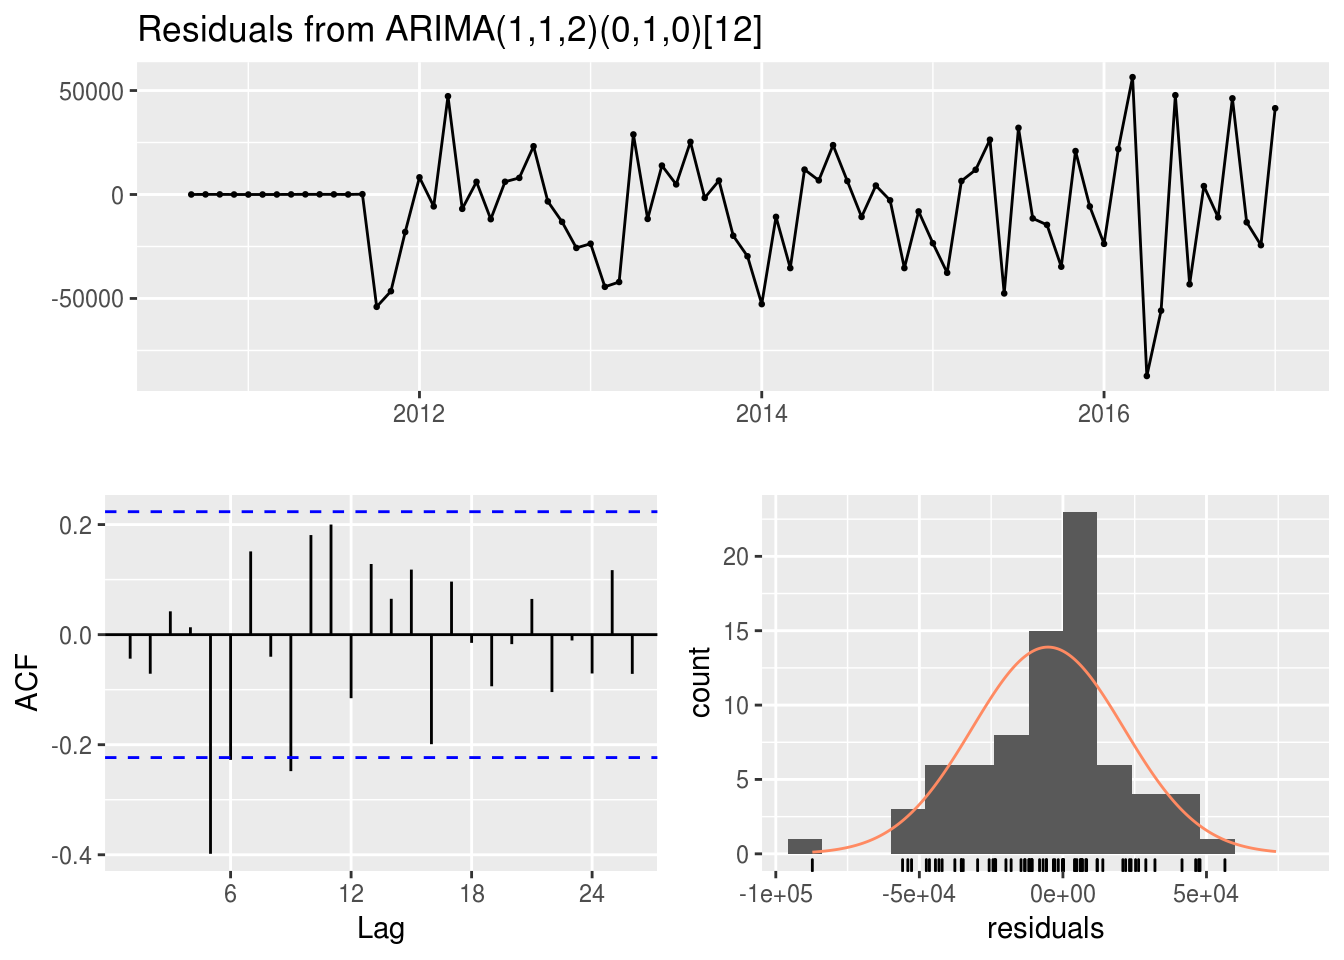 Residuals from ARIMA(1,1,2)(0,1,0)[12]
50000
0
-50000
2012
2014
2016
ACF
0.2
0.0
-0.2
-0.4
6
12
18
24
Lag
count
20
15
10
5
0
-1e+05
-5e+04
0e+00
5e+04
residuals